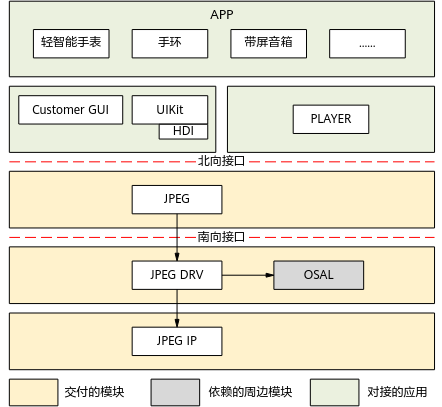 APP
轻智能手表 手环 带屏音箱 ......
Customer GUI UIKit PLAYER
HDI
北向接口
JPEG
南向接口
JPEG DRV OSAL
JPEG IP
交付的模块 依赖的周边模块 对接的应用